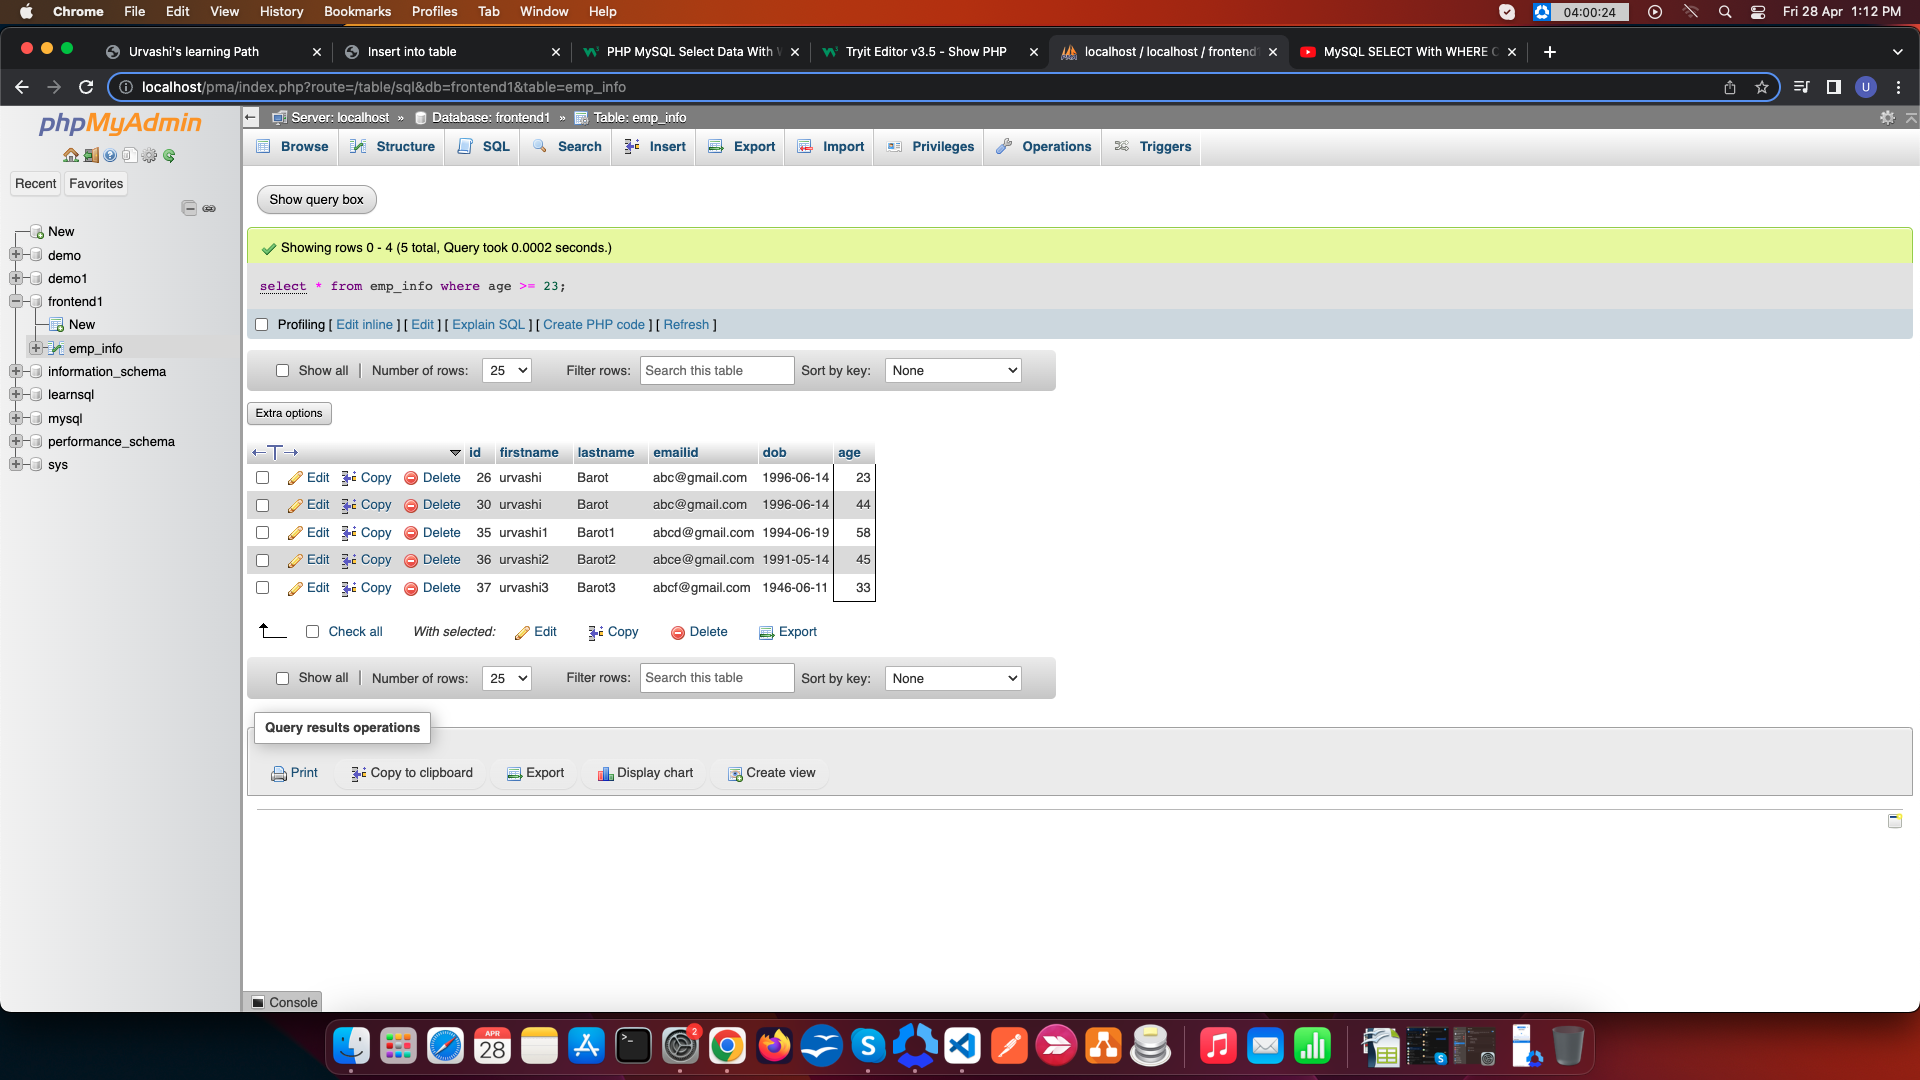 Chrome File Edit View History Bookmarks Profiles Tab Window Help 04:00:24 Fri 28 Apr 1:12 PM
Urvashi's learning Path Insert into table PHP MySQL Select Data With W Tryit Editor v3.5 - Show PHP localhost / localhost / frontend MySQL SELECT With WHERE C
localhost/pma/index.php?route=/table/sql&db=frontend1&table=emp_info U
phpMyAdmin
Recent Favorites
New
demo
demo1
frontend1
New
emp_info
information_schema
learnsql
mysql
performance_schema
sys
Server: localhost » Database: frontend1 » Table: emp_info
Browse Structure SQL Search Insert Export Import Privileges Operations Triggers
Show query box
Showing rows 0 - 4 (5 total, Query took 0.0002 seconds.)
select * from emp_info where age >= 23;
Profiling [ Edit inline ] [ Edit ] [ Explain SQL ] [ Create PHP code ] [ Refresh ]
Show all | Number of rows: 25 Filter rows: Search this table Sort by key: None
Extra options
←T→ id firstname lastname emailid dob age
Edit Copy Delete 26 urvashi Barot abc@gmail.com 1996-06-14 23
Edit Copy Delete 30 urvashi Barot abc@gmail.com 1996-06-14 44
Edit Copy Delete 35 urvashi1 Barot1 abcd@gmail.com 1994-06-19 58
Edit Copy Delete 36 urvashi2 Barot2 abce@gmail.com 1991-05-14 45
Edit Copy Delete 37 urvashi3 Barot3 abcf@gmail.com 1946-06-11 33
Check all With selected: Edit Copy Delete Export
Show all | Number of rows: 25 Filter rows: Search this table Sort by key: None
Query results operations
Print Copy to clipboard Export Display chart Create view
Console
APR
28
2